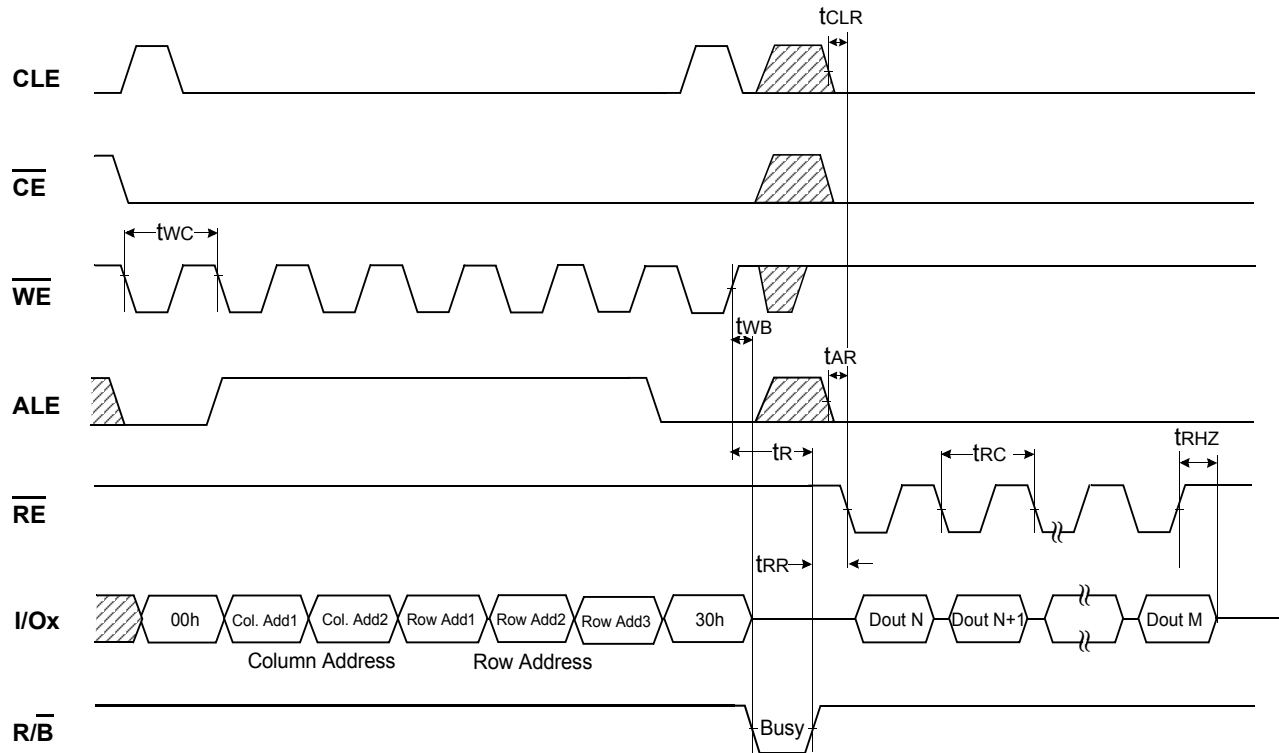 tCLR
CLE
CE
tWC
WE
tWB
tAR
ALE
tR
tRC
tRHZ
RE
tRR
I/Ox
00h
Col. Add1
Col. Add2
Row Add1
Row Add2
Row Add3
30h
Dout N
Dout N+1
Dout M
Column Address
Row Address
R/B
Busy